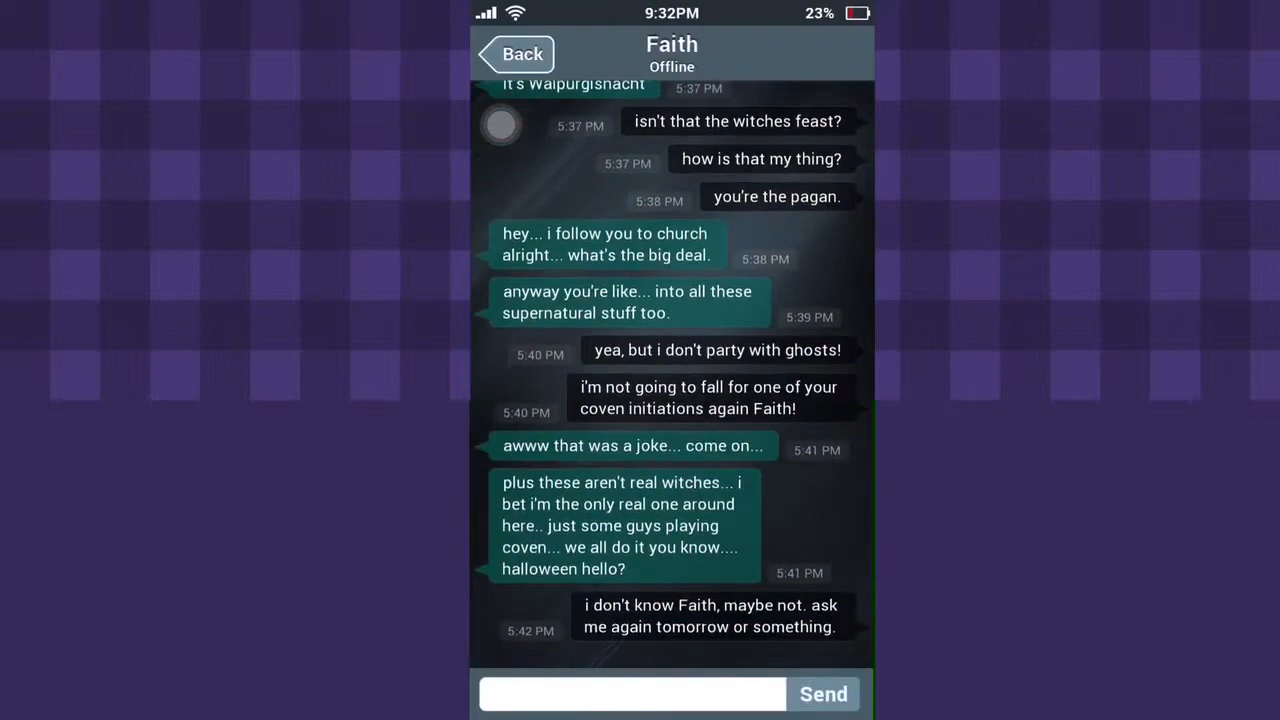 9:32PM
23%
Back
Faith
Offline
it's Walpurgisnacht
5:37 PM
isn't that the witches feast?
5:37 PM
how is that my thing?
5:37 PM
you're the pagan.
5:38 PM
hey... i follow you to church
alright... what's the big deal.
5:38 PM
anyway you're like... into all these
supernatural stuff too.
5:39 PM
yea, but i don't party with ghosts!
5:40 PM
i'm not going to fall for one of your
coven initiations again Faith!
5:40 PM
awww that was a joke... come on...
5:41 PM
plus these aren't real witches... i
bet i'm the only real one around
here.. just some guys playing
coven... we all do it you know....
halloween hello?
5:41 PM
i don't know Faith, maybe not. ask
me again tomorrow or something.
5:42 PM
Send